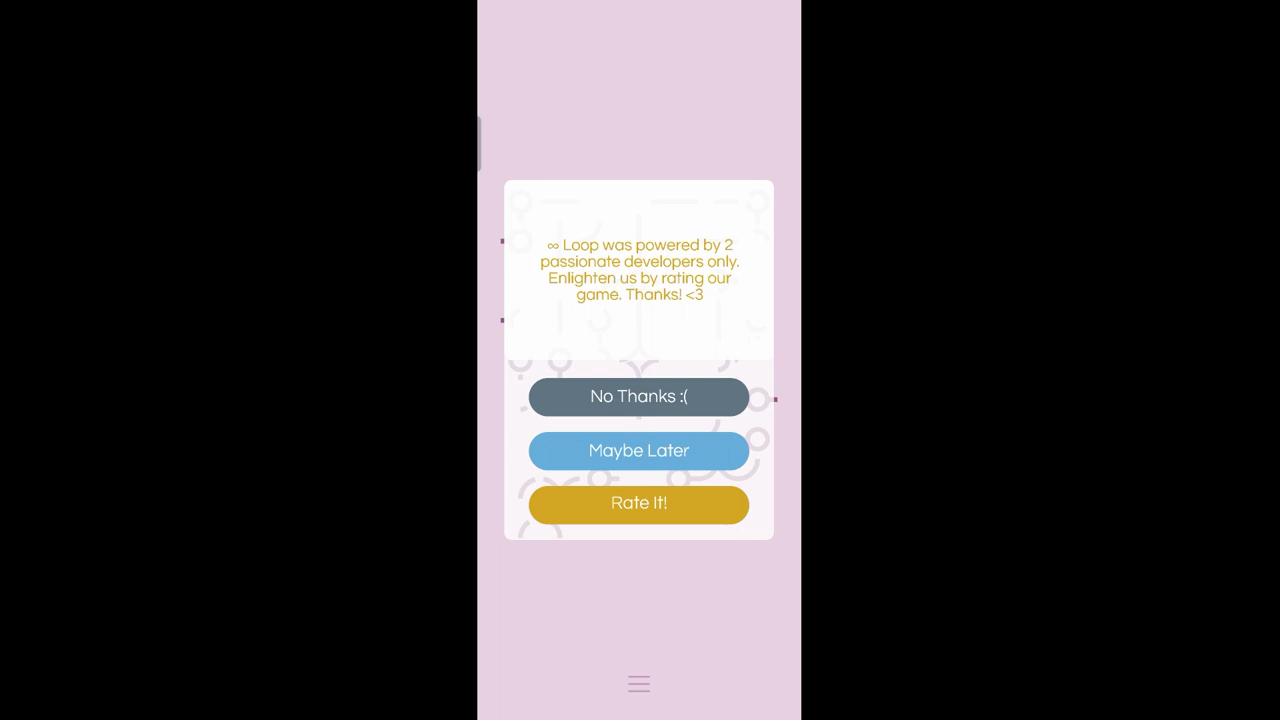 ∞ Loop was powered by 2
passionate developers only.
Enlighten us by rating our
game. Thanks! <3
No Thanks :(
Maybe Later
Rate It!